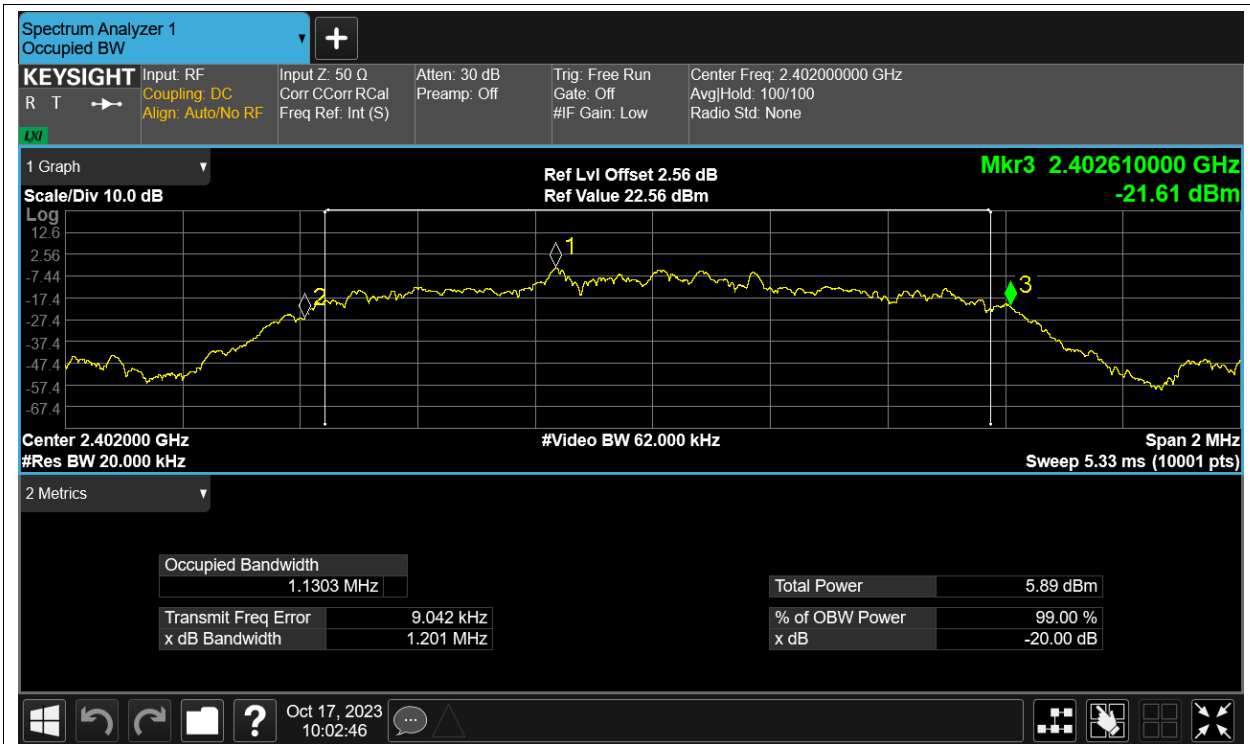 Spectrum Analyzer 1
Occupied BW
+
KEYSIGHT
R T
LXI
Input: RF
Coupling: DC
Align: Auto/No RF
Input Z: 50 Ω
Corr CCorr RCal
Freq Ref: Int (S)
Atten: 30 dB
Preamp: Off
Trig: Free Run
Gate: Off
#IF Gain: Low
Center Freq: 2.402000000 GHz
Avg|Hold: 100/100
Radio Std: None
1 Graph
Scale/Div 10.0 dB
Ref Lvl Offset 2.56 dB
Ref Value 22.56 dBm
Mkr3 2.402610000 GHz
-21.61 dBm
Log
12.6
2.56
-7.44
-17.4
-27.4
-37.4
-47.4
-57.4
-67.4
1
2
3
Center 2.402000 GHz
#Video BW 62.000 kHz
Span 2 MHz
#Res BW 20.000 kHz
Sweep 5.33 ms (10001 pts)
2 Metrics
Occupied Bandwidth
1.1303 MHz
Total Power 5.89 dBm
Transmit Freq Error 9.042 kHz
% of OBW Power 99.00 %
x dB Bandwidth 1.201 MHz
x dB -20.00 dB
?
Oct 17, 2023
10:02:46